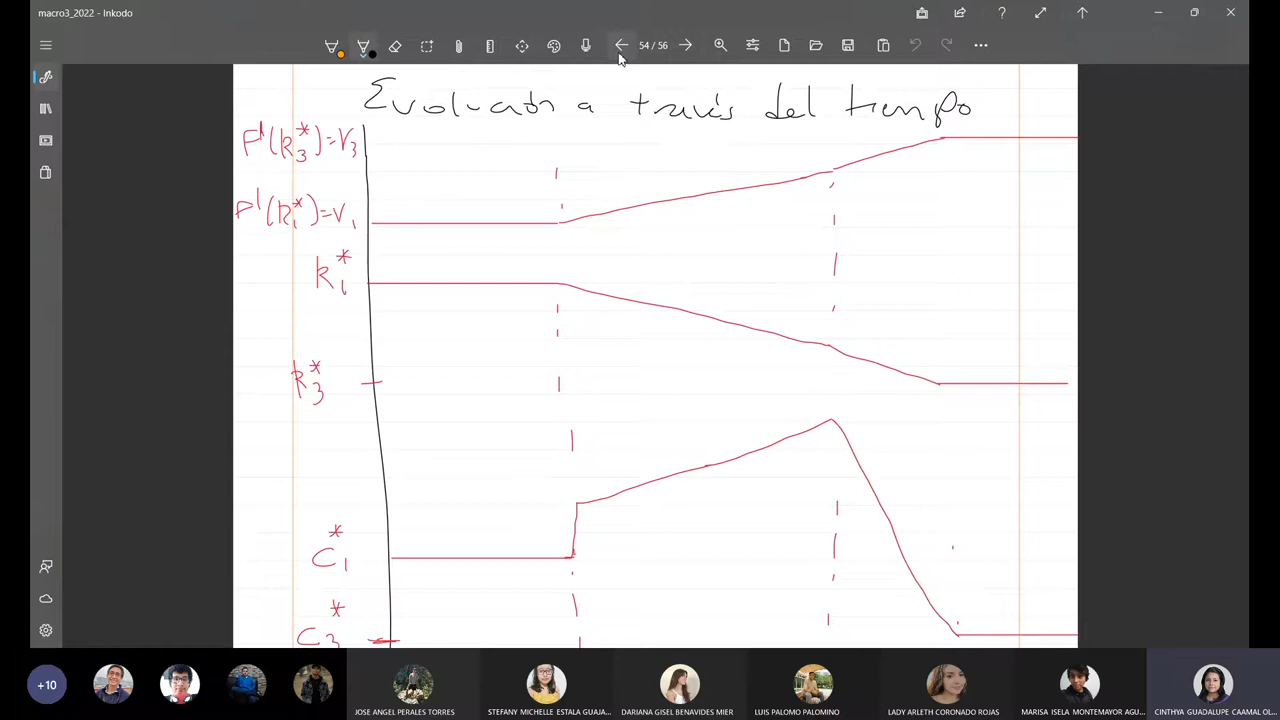 macro3_2022 - Inkodo
54 / 56
Evolución a través del tiempo
F'(k3*)=r3
F'(k1*)=r1
k1*
k3*
C1*
C3*
+10
JOSE ANGEL PERALES TORRES
STEFANY MICHELLE ESTALA GUAJA...
DARIANA GISEL BENAVIDES MIER
LUIS PALOMO PALOMINO
LADY ARLETH CORONADO ROJAS
MARISA ISELA MONTEMAYOR AGU...
CINTHYA GUADALUPE CAAMAL OL...